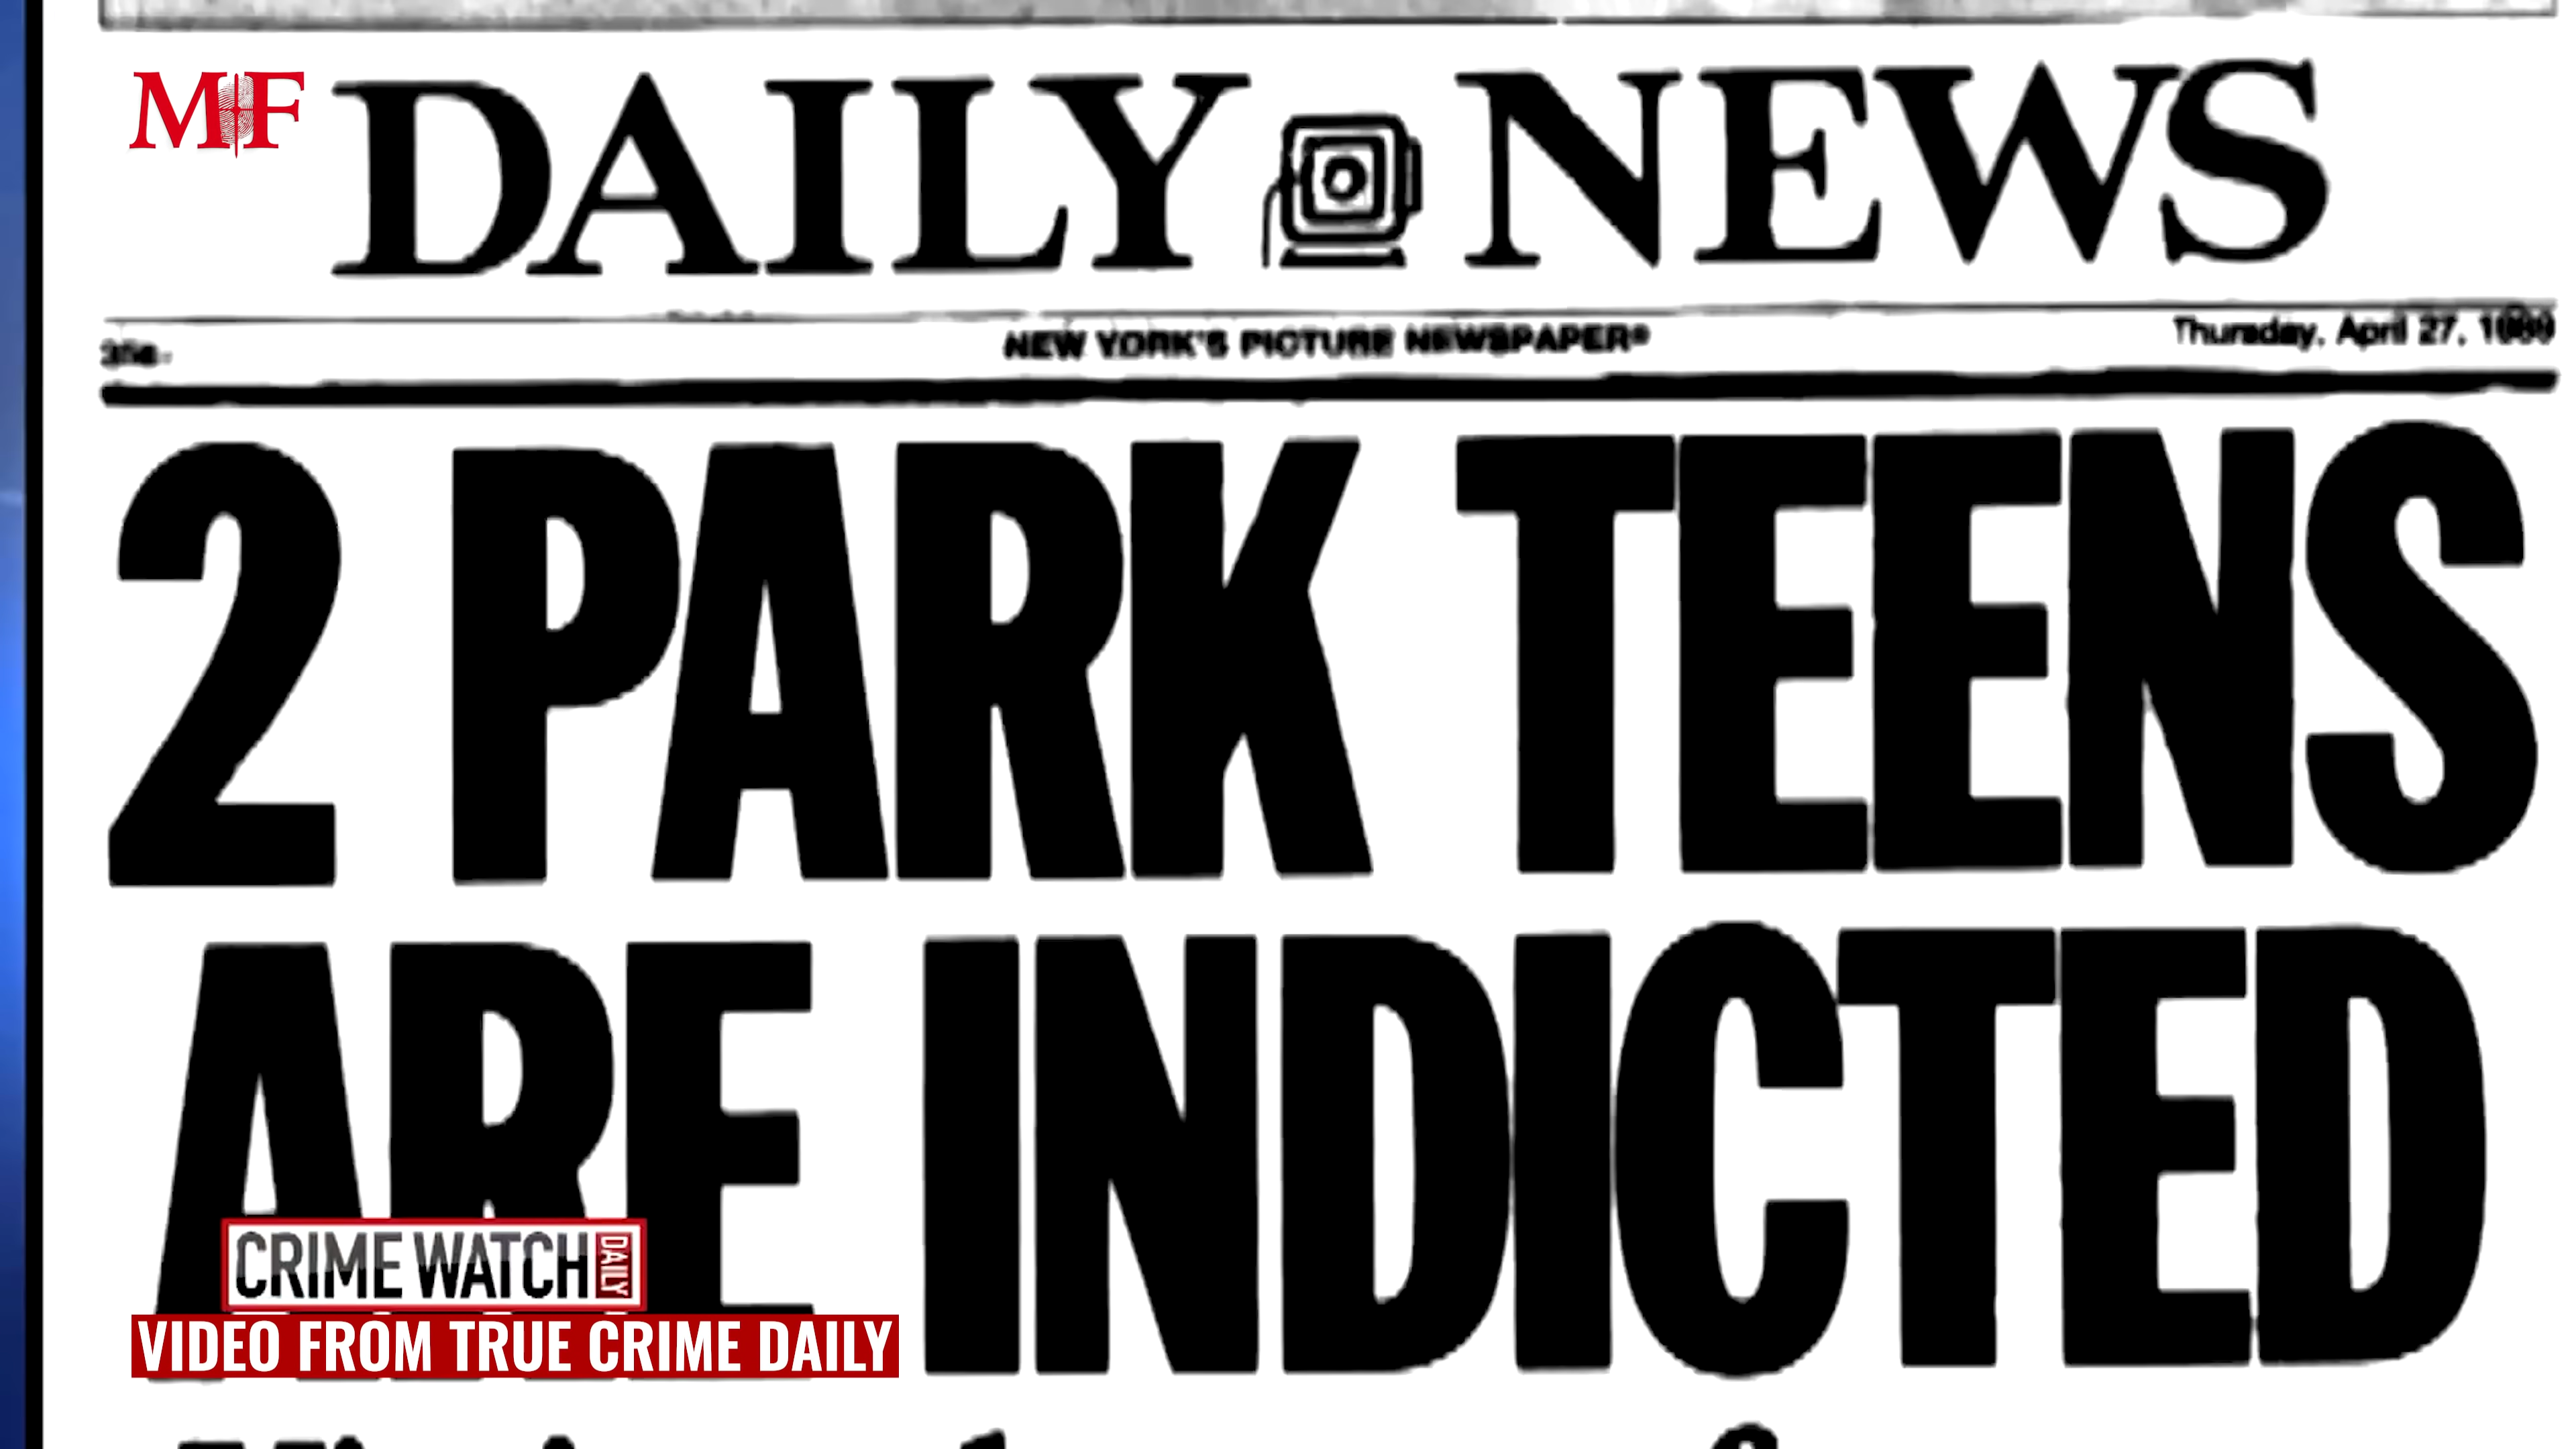 M F
DAILY NEWS
35¢
NEW YORK'S PICTURE NEWSPAPER®
Thursday, April 27, 1989
2 PARK TEENS
ARE INDICTED
CRIME WATCH DAILY
VIDEO FROM TRUE CRIME DAILY